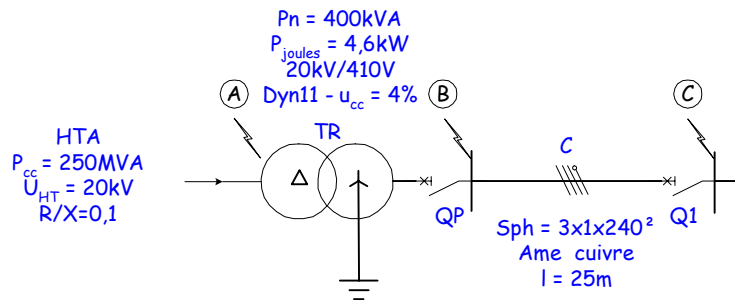 Pn = 400kVA
Pjoules = 4,6kW
20kV/410V
Dyn11 - ucc = 4%
A
B
C
TR
C
HTA
Pcc = 250MVA
UHT = 20kV
R/X=0,1
QP
Q1
Sph = 3x1x240²
Ame cuivre
l = 25m